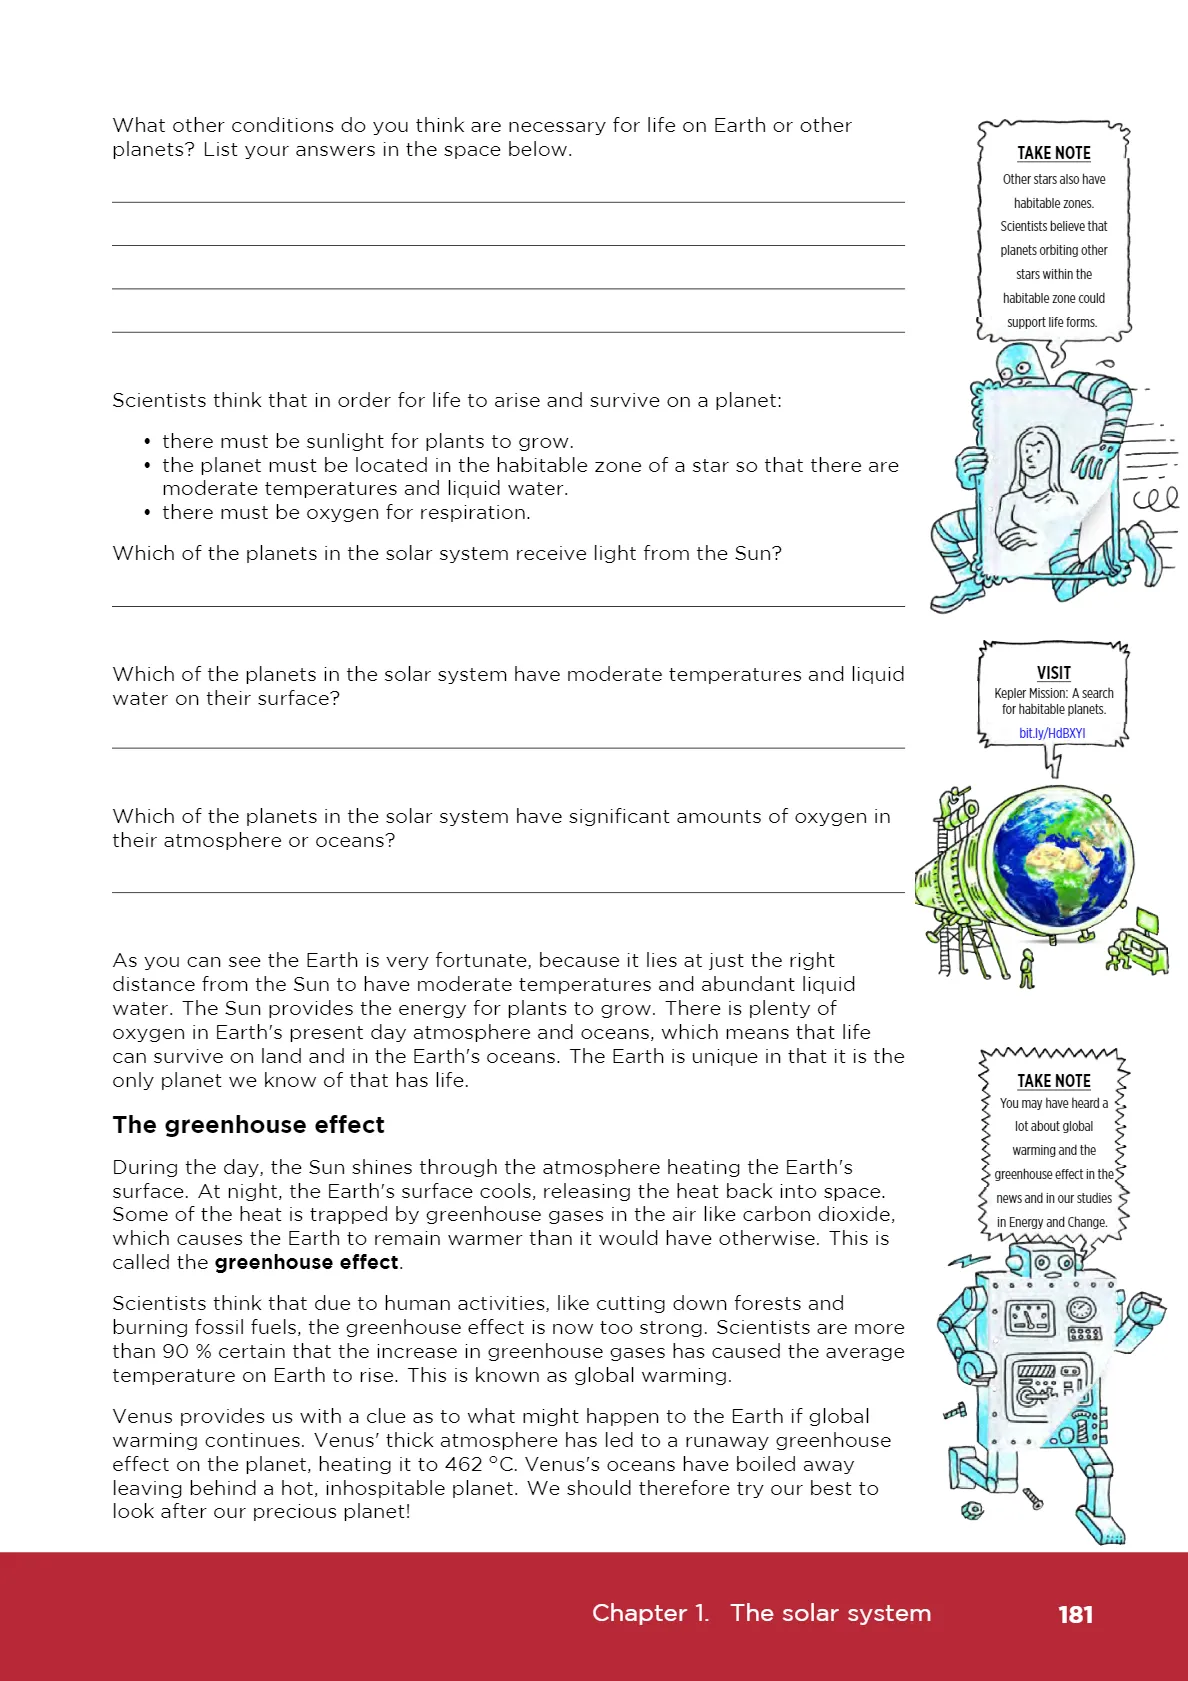 What other conditions do you think are necessary for life on Earth or other
planets? List your answers in the space below.
Scientists think that in order for life to arise and survive on a planet:
• there must be sunlight for plants to grow.
• the planet must be located in the habitable zone of a star so that there are
moderate temperatures and liquid water.
• there must be oxygen for respiration.
Which of the planets in the solar system receive light from the Sun?
Which of the planets in the solar system have moderate temperatures and liquid
water on their surface?
Which of the planets in the solar system have significant amounts of oxygen in
their atmosphere or oceans?
As you can see the Earth is very fortunate, because it lies at just the right
distance from the Sun to have moderate temperatures and abundant liquid
water. The Sun provides the energy for plants to grow. There is plenty of
oxygen in Earth's present day atmosphere and oceans, which means that life
can survive on land and in the Earth's oceans. The Earth is unique in that it is the
only planet we know of that has life.
The greenhouse effect
During the day, the Sun shines through the atmosphere heating the Earth's
surface. At night, the Earth's surface cools, releasing the heat back into space.
Some of the heat is trapped by greenhouse gases in the air like carbon dioxide,
which causes the Earth to remain warmer than it would have otherwise. This is
called the greenhouse effect.
Scientists think that due to human activities, like cutting down forests and
burning fossil fuels, the greenhouse effect is now too strong. Scientists are more
than 90 % certain that the increase in greenhouse gases has caused the average
temperature on Earth to rise. This is known as global warming.
Venus provides us with a clue as to what might happen to the Earth if global
warming continues. Venus' thick atmosphere has led to a runaway greenhouse
effect on the planet, heating it to 462 °C. Venus's oceans have boiled away
leaving behind a hot, inhospitable planet. We should therefore try our best to
look after our precious planet!
TAKE NOTE
Other stars also have
habitable zones.
Scientists believe that
planets orbiting other
stars within the
habitable zone could
support life forms.
VISIT
Kepler Mission: A search
for habitable planets.
bit.ly/HdBXYI
TAKE NOTE
You may have heard a
lot about global
warming and the
greenhouse effect in the
news and in our studies
in Energy and Change.
Chapter 1. The solar system 181